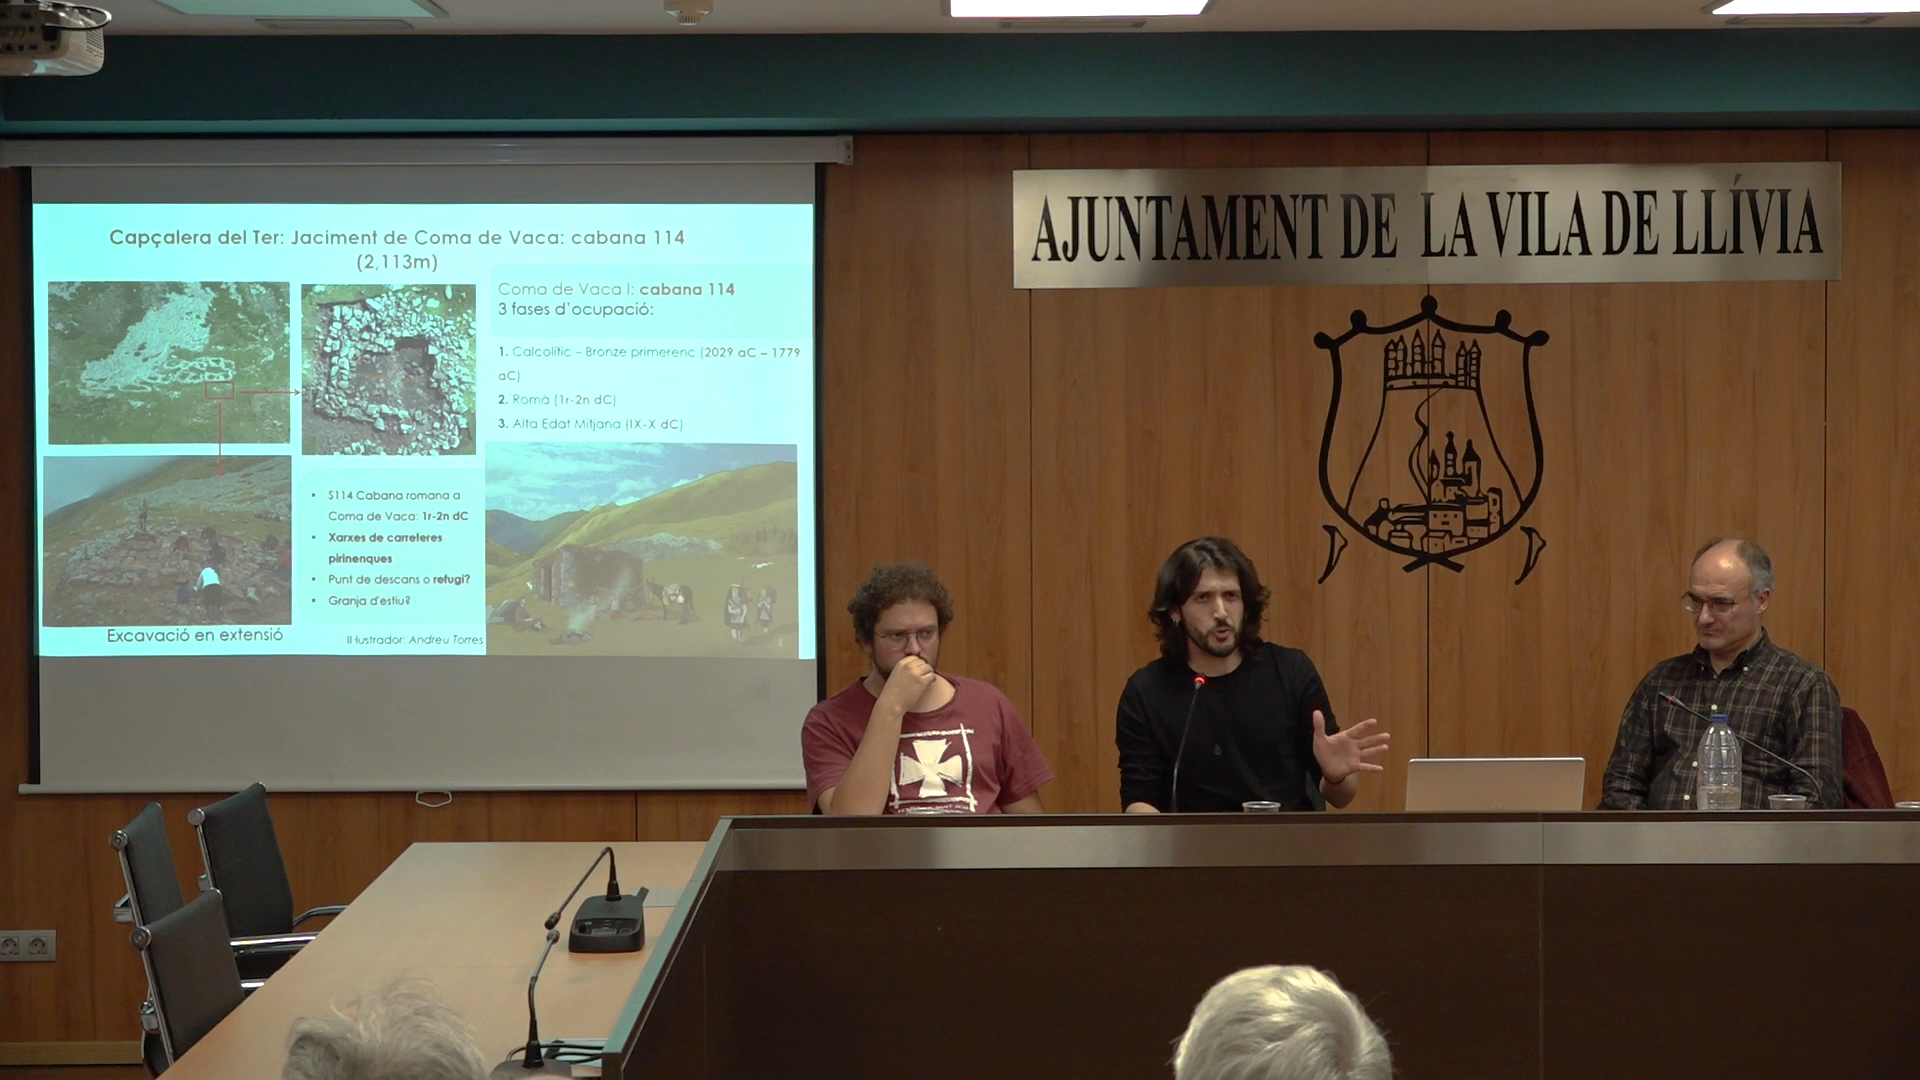 Capçalera del Ter: Jaciment de Coma de Vaca: cabana 114
(2,113m)
Coma de Vaca I: cabana 114
3 fases d'ocupació:
1. Calcolític – Bronze primerenc (2029 aC – 1779
aC)
2. Romà (1r-2n dC)
3. Alta Edat Mitjana (IX-X dC)
• S114 Cabana romana a
Coma de Vaca: 1r-2n dC
• Xarxes de carreteres
pirinenques
• Punt de descans o refugi?
• Granja d'estiu?
Excavació en extensió
Il·lustrador: Andreu Torres
AJUNTAMENT DE LA VILA DE LLÍVIA